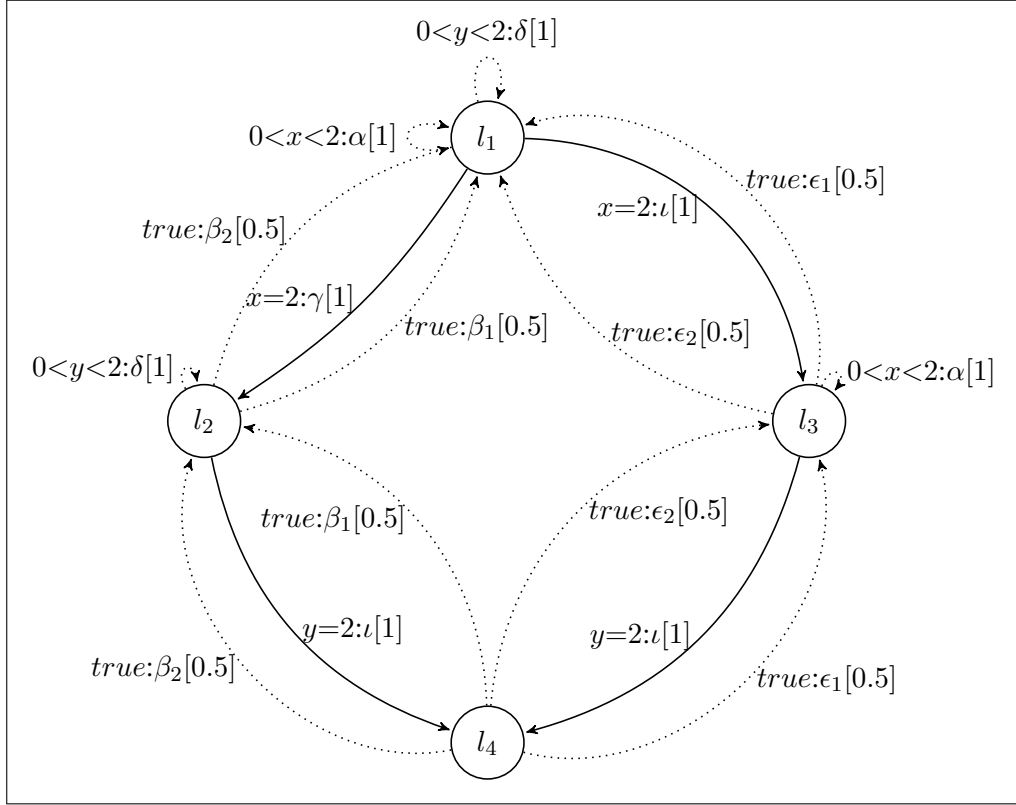 0<y<2:δ[1]
0<x<2:α[1]
l₁
true:ϵ₁[0.5]
x=2:ι[1]
true:β₂[0.5]
x=2:γ[1]
true:β₁[0.5]
true:ϵ₂[0.5]
0<y<2:δ[1]
0<x<2:α[1]
l₂
l₃
true:β₁[0.5]
true:ϵ₂[0.5]
y=2:ι[1]
y=2:ι[1]
true:β₂[0.5]
true:ϵ₁[0.5]
l₄